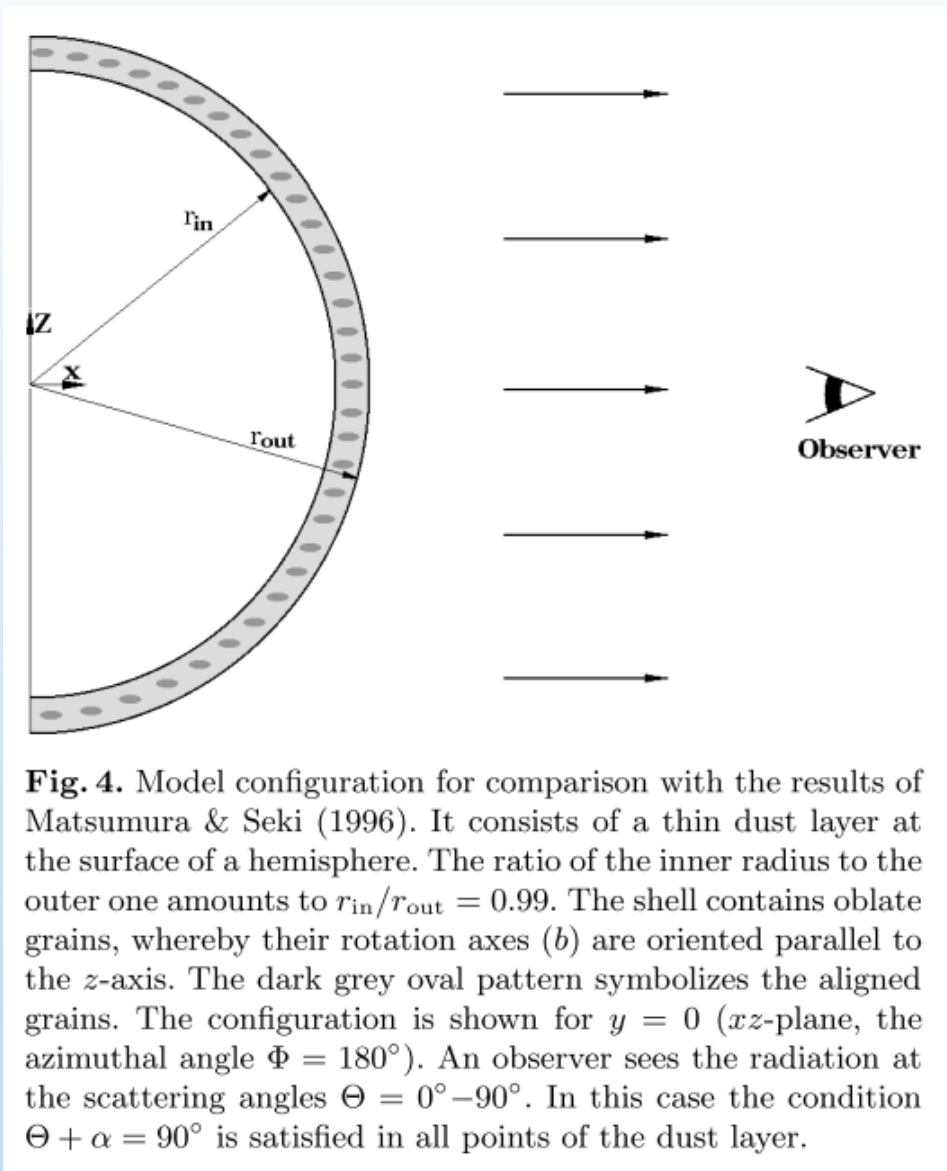 r_in
Z
x
r_out
Observer
Fig. 4. Model configuration for comparison with the results of
Matsumura & Seki (1996). It consists of a thin dust layer at
the surface of a hemisphere. The ratio of the inner radius to the
outer one amounts to r_in/r_out = 0.99. The shell contains oblate
grains, whereby their rotation axes (b) are oriented parallel to
the z-axis. The dark grey oval pattern symbolizes the aligned
grains. The configuration is shown for y = 0 (xz-plane, the
azimuthal angle Φ = 180°). An observer sees the radiation at
the scattering angles Θ = 0°–90°. In this case the condition
Θ + α = 90° is satisfied in all points of the dust layer.